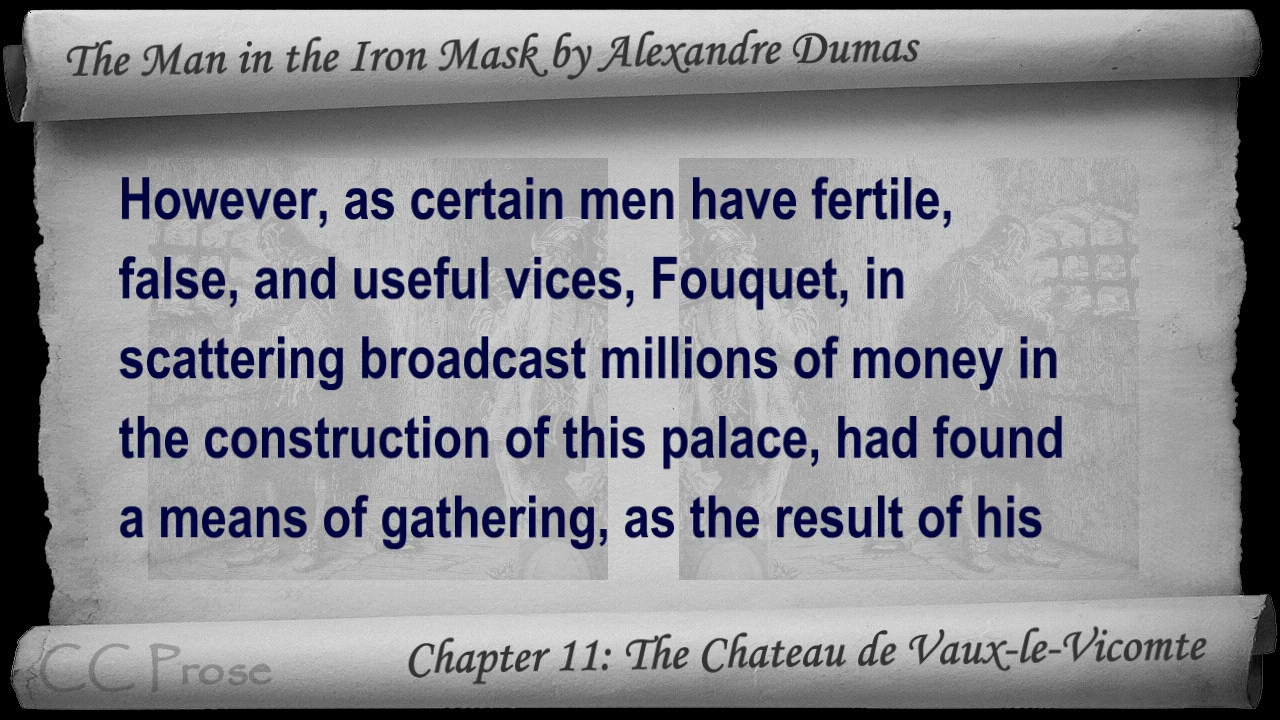 The Man in the Iron Mask by Alexandre Dumas
However, as certain men have fertile,
false, and useful vices, Fouquet, in
scattering broadcast millions of money in
the construction of this palace, had found
a means of gathering, as the result of his
CC Prose
Chapter 11: The Chateau de Vaux-le-Vicomte